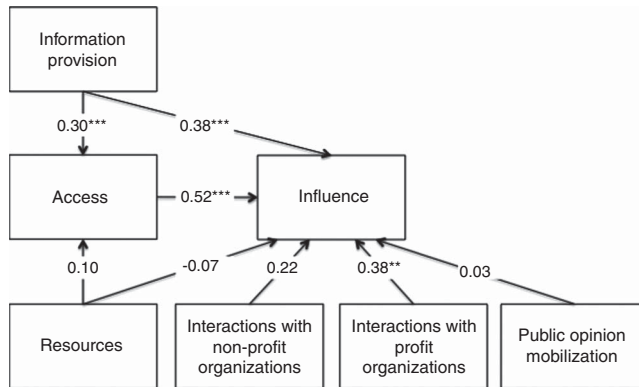 Information
provision
0.30***
0.38***
Access
0.52***
Influence
0.10
-0.07
0.22
0.38**
0.03
Resources
Interactions with
non-profit
organizations
Interactions with
profit
organizations
Public opinion
mobilization